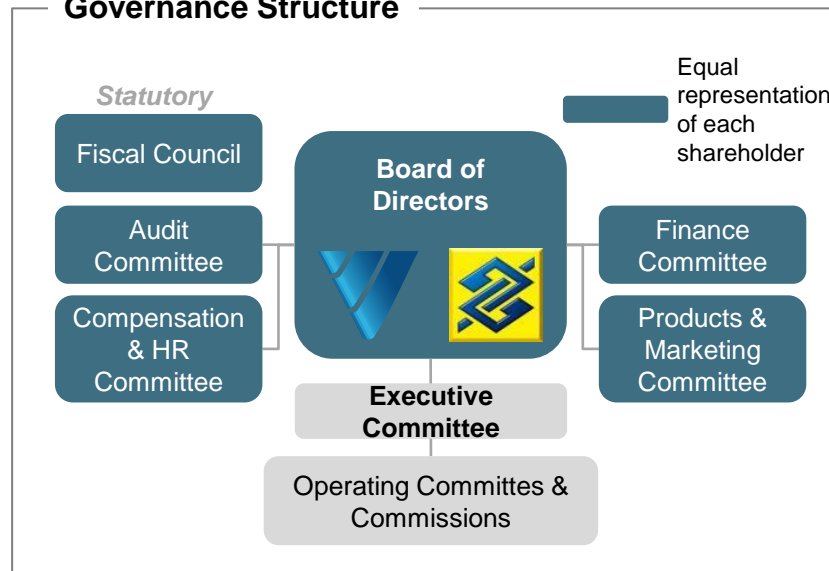 Governance Structure
Statutory
Equal
representation
of each
shareholder
Fiscal Council
Board of
Directors
Audit
Committee
Finance
Committee
Compensation
& HR
Committee
Products &
Marketing
Committee
Executive
Committee
Operating Committes &
Commissions